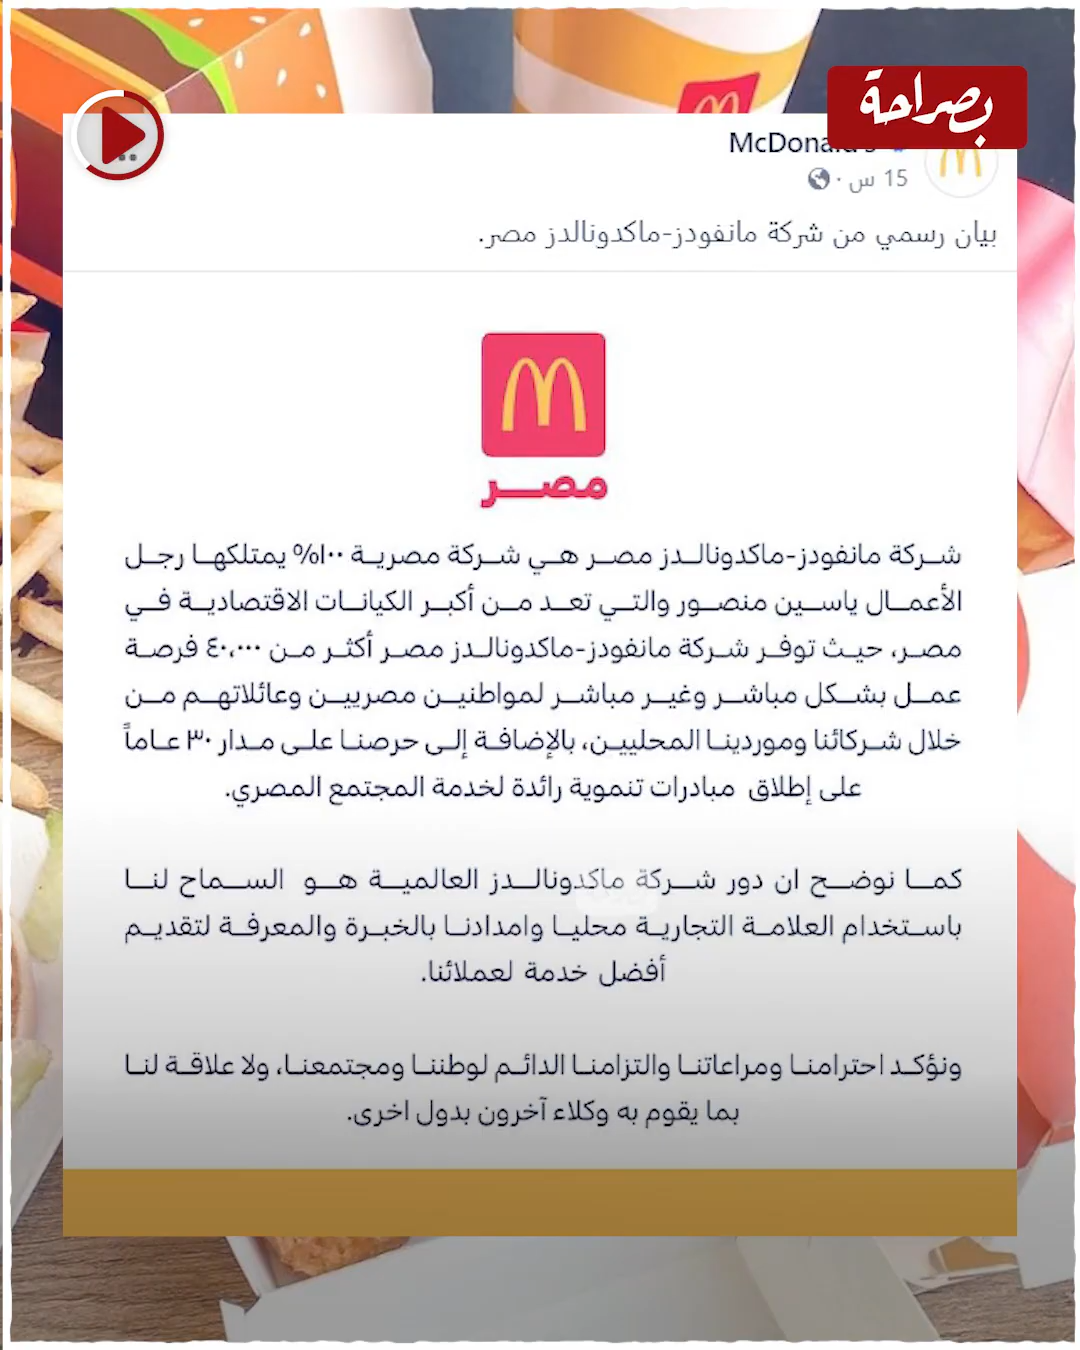 بصراحة
McDonald's
15 س ·
بيان رسمي من شركة مانفودز-ماكدونالدز مصر.
مصر
شركة مانفودز-ماكدونالدز مصر هي شركة مصرية ١٠٠% يمتلكها رجل
الأعمال ياسين منصور والتي تعد من أكبر الكيانات الاقتصادية في
مصر، حيث توفر شركة مانفودز-ماكدونالدز مصر أكثر من ٤٠،٠٠٠ فرصة
عمل بشكل مباشر وغير مباشر لمواطنين مصريين وعائلاتهم من
خلال شركائنا وموردينا المحليين، بالإضافة إلى حرصنا على مدار ٣٠ عاماً
على إطلاق مبادرات تنموية رائدة لخدمة المجتمع المصري.
كما نوضح ان دور شركة ماكدونالدز العالمية هو السماح لنا
باستخدام العلامة التجارية محليا وامدادنا بالخبرة والمعرفة لتقديم
أفضل خدمة لعملائنا.
ونؤكد احترامنا ومراعاتنا والتزامنا الدائم لوطننا ومجتمعنا، ولا علاقة لنا
بما يقوم به وكلاء آخرون بدول اخرى.